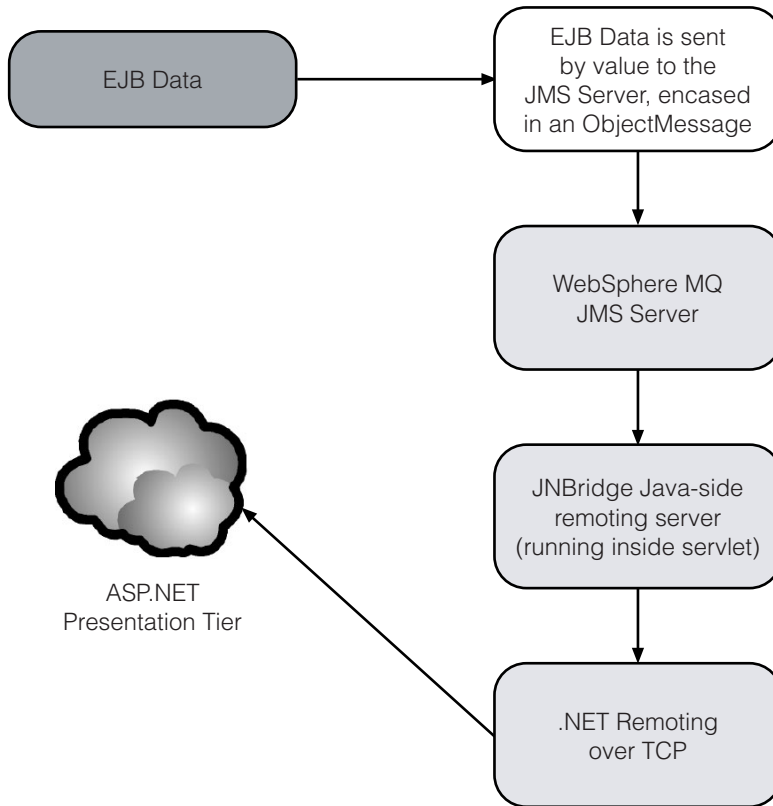 EJB Data
EJB Data is sent
by value to the
JMS Server, encased
in an ObjectMessage
WebSphere MQ
JMS Server
JNBridge Java-side
remoting server
(running inside servlet)
ASP.NET
Presentation Tier
.NET Remoting
over TCP